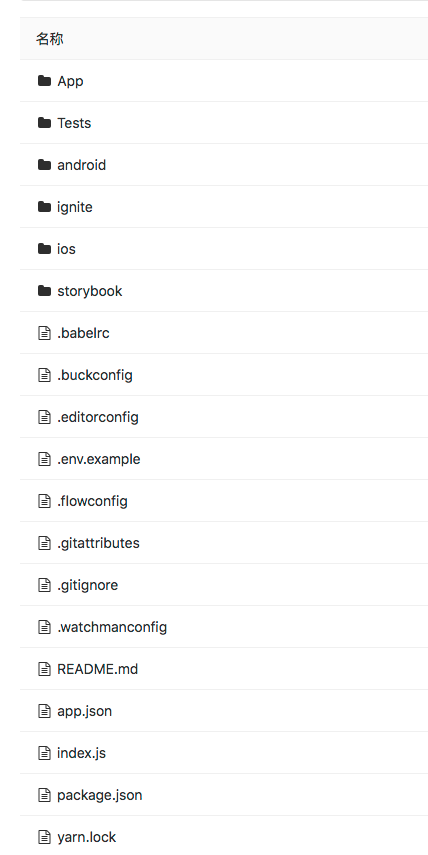 名称
App
Tests
android
ignite
ios
storybook
.babelrc
.buckconfig
.editorconfig
.env.example
.flowconfig
.gitattributes
.gitignore
.watchmanconfig
README.md
app.json
index.js
package.json
yarn.lock